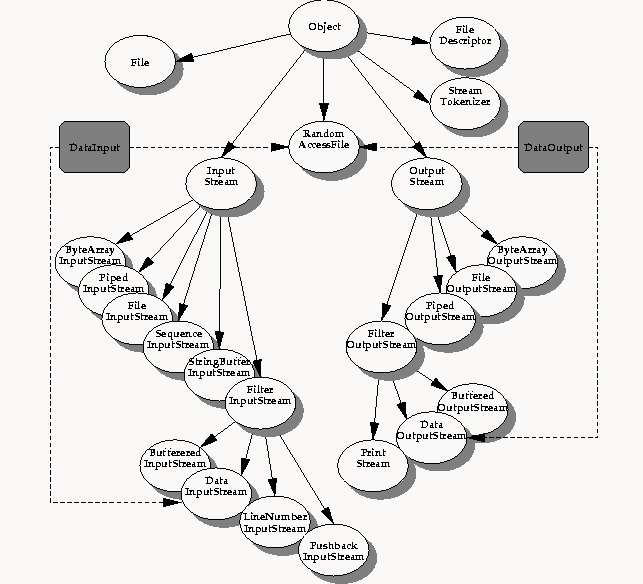 Object
File
Descriptor
File
Stream
Tokenizer
DataInput
Random
AccessFile
DataOutput
Input
Stream
Output
Stream
ByteArray
InputStream
Piped
InputStream
File
InputStream
Sequence
InputStream
StringBuffer
InputStream
Filter
InputStream
ByteArray
OutputStream
File
OutputStream
Piped
OutputStream
Filter
OutputStream
Buffered
OutputStream
Data
OutputStream
Print
Stream
Butterered
InputStream
Data
InputStream
LineNumber
InputStream
Pushback
InputStream